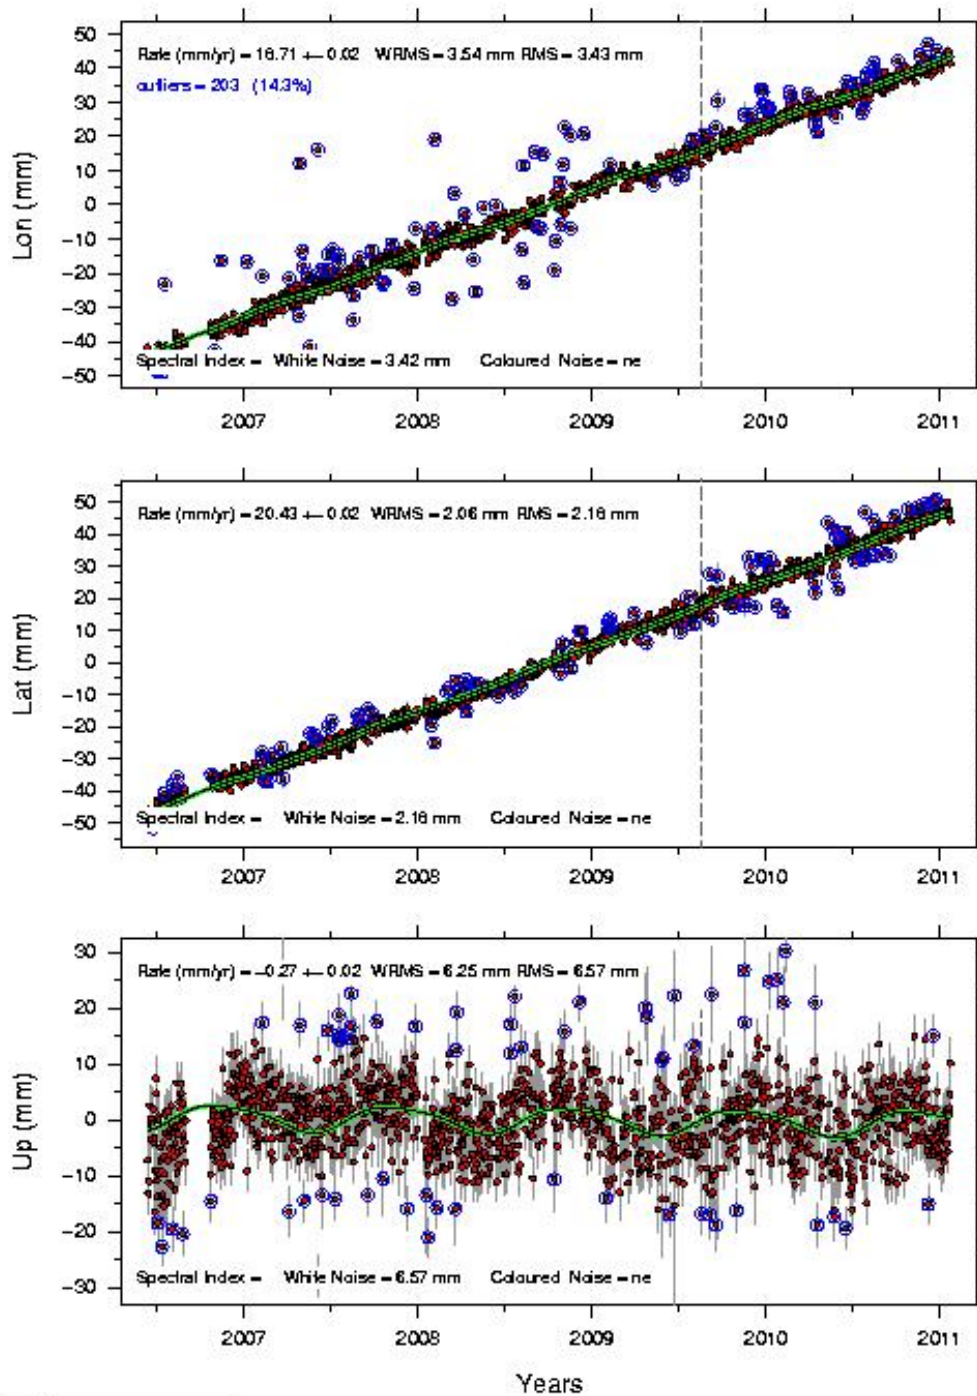 Rate (mm/yr) = 18.71 +- 0.02 WRMS = 3.54 mm RMS = 3.43 mm
outliers = 203 (14.3%)
50
40
30
20
10
0
-10
-20
-30
-40
-50
Lon (mm)
Spectral Index = White Noise = 3.42 mm Coloured Noise = ne
2007 2008 2009 2010 2011
Rate (mm/yr) = 20.43 +- 0.02 WRMS = 2.06 mm RMS = 2.16 mm
50
40
30
20
10
0
-10
-20
-30
-40
-50
Lat (mm)
Spectral Index = White Noise = 2.16 mm Coloured Noise = ne
2007 2008 2009 2010 2011
Rate (mm/yr) = -0.27 +- 0.02 WRMS = 6.25 mm RMS = 6.57 mm
30
20
10
0
-10
-20
-30
Up (mm)
Spectral Index = White Noise = 6.57 mm Coloured Noise = ne
2007 2008 2009 2010 2011
Years